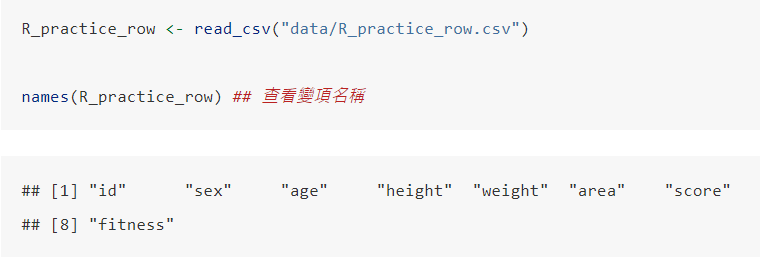 R_practice_row <- read_csv("data/R_practice_row.csv")
names(R_practice_row) ## 查看變項名稱
## [1] "id" "sex" "age" "height" "weight" "area" "score"
## [8] "fitness"